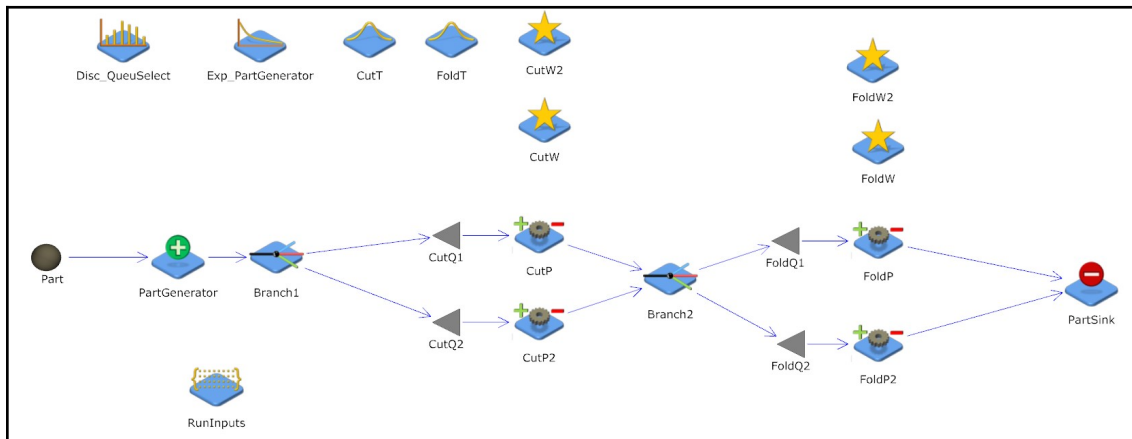 Disc_QueuSelect
Exp_PartGenerator
CutT
FoldT
CutW2
FoldW2
CutW
FoldW
Part
PartGenerator
Branch1
CutQ1
CutP
Branch2
FoldQ1
FoldP
PartSink
CutQ2
CutP2
FoldQ2
FoldP2
RunInputs